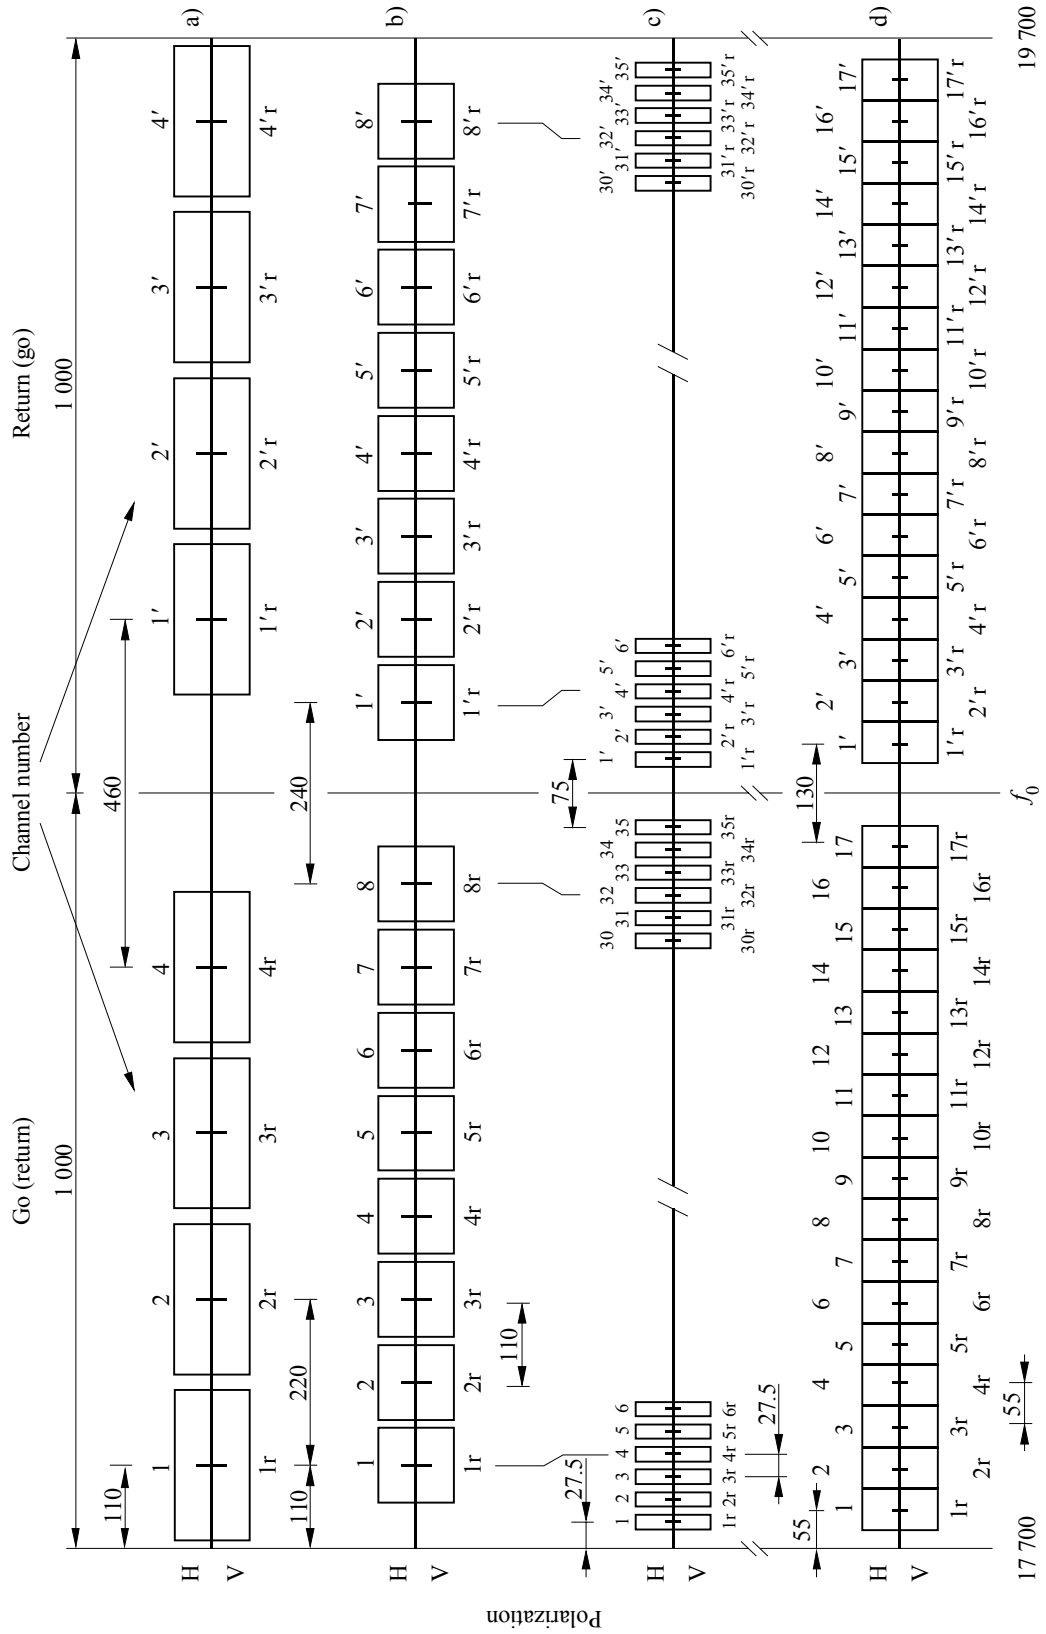 Go (return) Return (go)
1 000 1 000
Channel number
110 460
1 2 3 4 1′ 2′ 3′ 4′ a)
H
V
1r 2r 3r 4r 1′r 2′r 3′r 4′r
110 220 240
1 2 3 4 5 6 7 8 1′ 2′ 3′ 4′ 5′ 6′ 7′ 8′ b)
H
V
1r 2r 3r 4r 5r 6r 7r 8r 1′r 2′r 3′r 4′r 5′r 6′r 7′r 8′r
110
Polarization
27.5 75
1 2 3 4 5 6 30 31 32 33 34 35 1′ 2′ 3′ 4′ 5′ 6′ 30′ 31′ 32′ 33′ 34′ 35′ c)
H
V
1r 2r 3r 4r 5r 6r 30r 31r 32r 33r 34r 35r 1′r 2′r 3′r 4′r 5′r 6′r 30′r 31′r 32′r 33′r 34′r 35′r
27.5
55 130
1 2 3 4 5 6 7 8 9 10 11 12 13 14 15 16 17 1′ 2′ 3′ 4′ 5′ 6′ 7′ 8′ 9′ 10′ 11′ 12′ 13′ 14′ 15′ 16′ 17′ d)
H
V
1r 2r 3r 4r 5r 6r 7r 8r 9r 10r 11r 12r 13r 14r 15r 16r 17r 1′r 2′r 3′r 4′r 5′r 6′r 7′r 8′r 9′r 10′r 11′r 12′r 13′r 14′r 15′r 16′r 17′r
55
17 700 f0 19 700